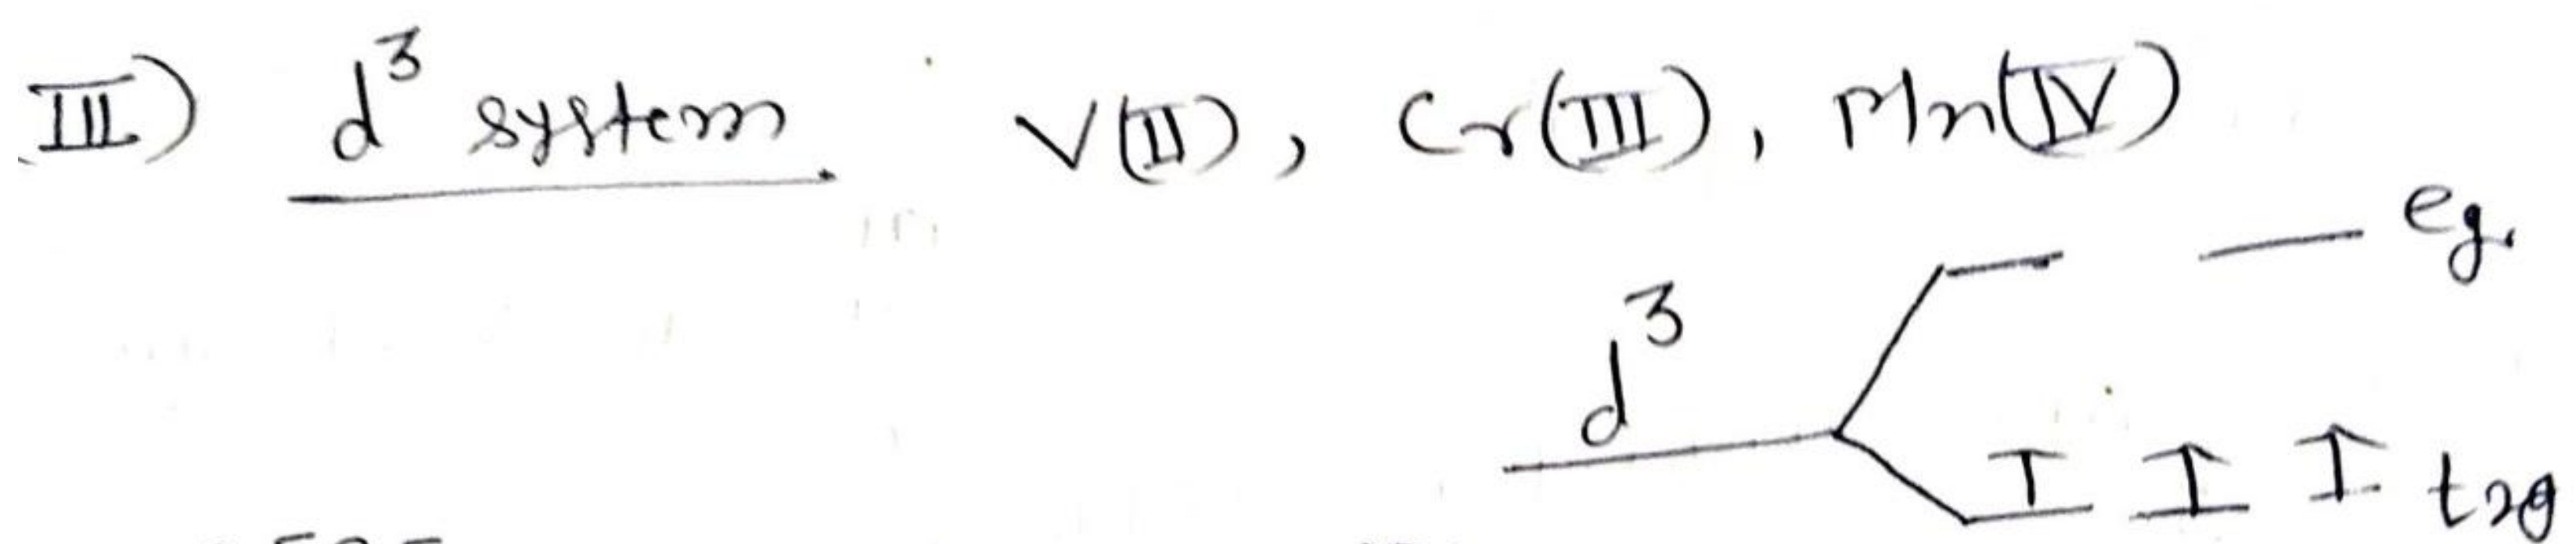 III) d³ system. V(II), Cr(III), Mn(IV)
eg.
d³
t2g